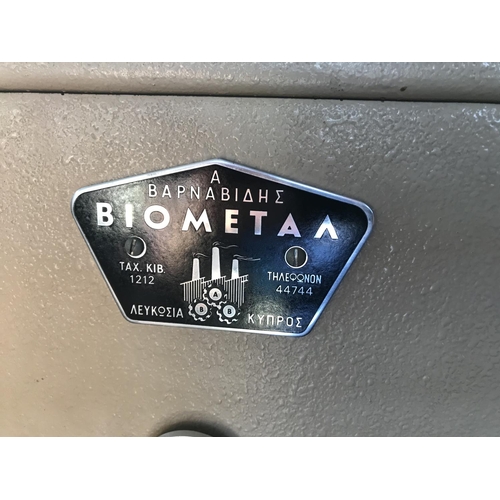 Α
ΒΑΡΝΑΒΙΔΗΣ
ΒΙΟΜΕΤΑΛ
ΤΑΧ. ΚΙΒ.
1212
ΤΗΛΕΦΩΝΟΝ
44744
Α
Β Β
ΛΕΥΚΩΣΙΑ
ΚΥΠΡΟΣ